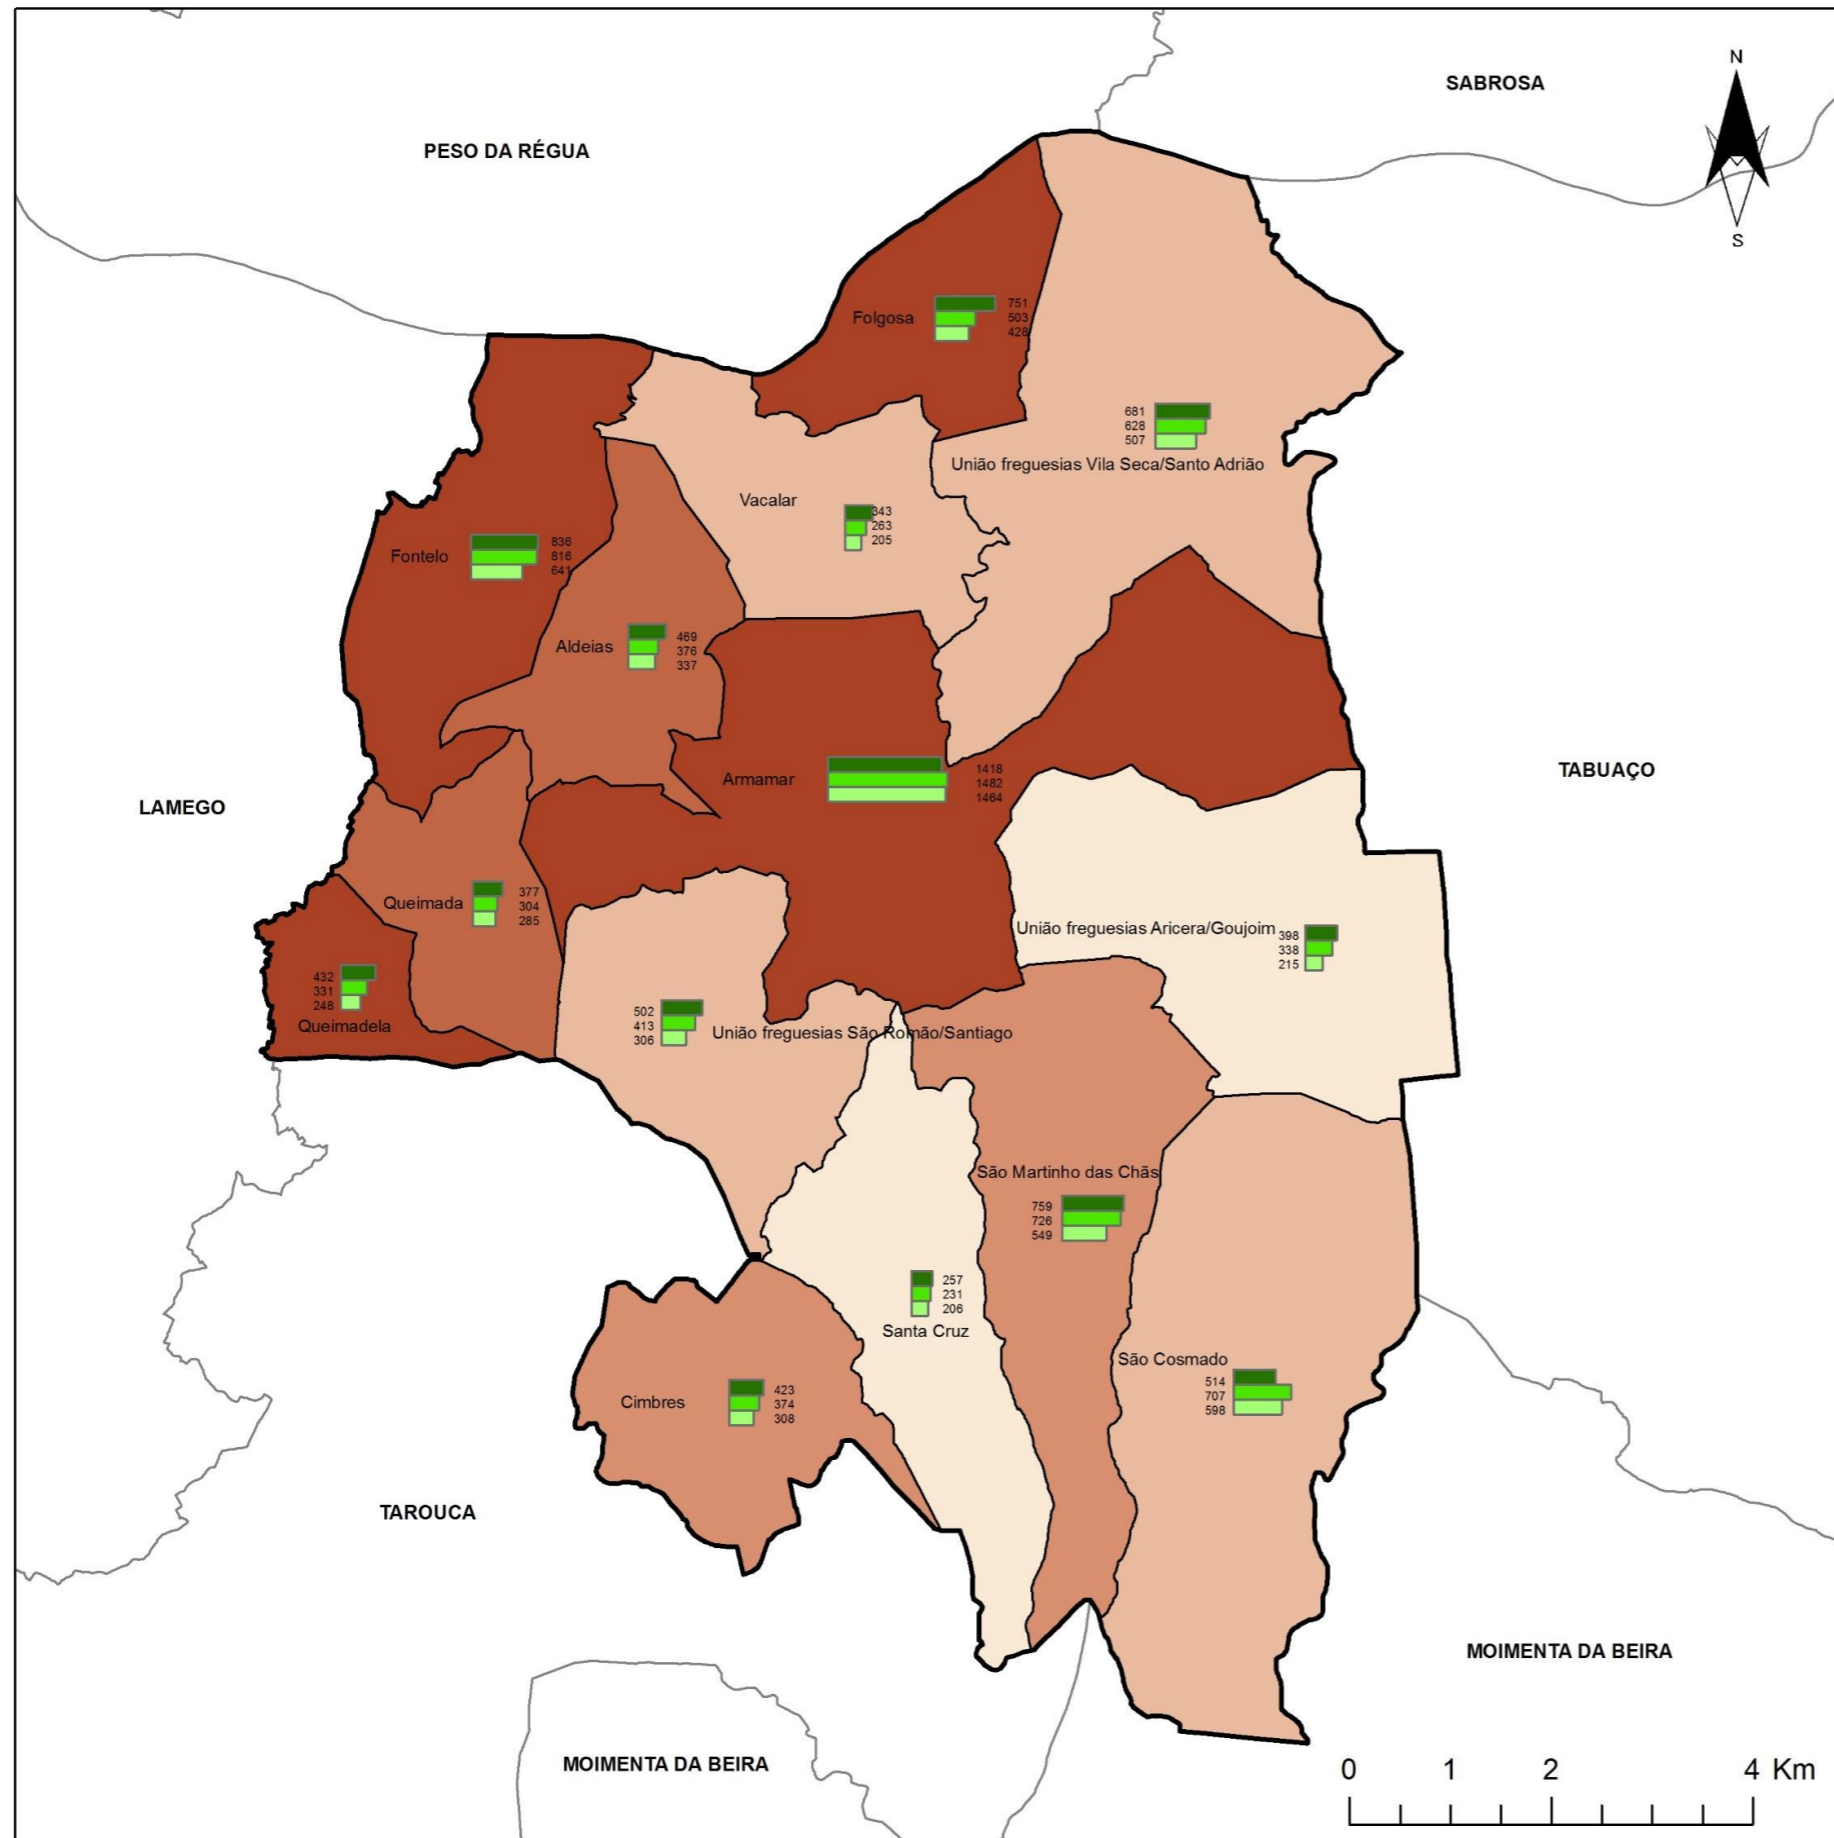 N
SABROSA
PESO DA RÉGUA
S
Folgosa
751
503
428
681
628
507
União freguesias Vila Seca/Santo Adrião
Vacalar
343
263
205
Fontelo
836
816
641
Aldeias
469
376
337
TABUAÇO
Armamar
1418
1482
1464
LAMEGO
Queimada
377
304
285
União freguesias Aricera/Goujoim
398
338
215
432
331
248
Queimadela
502
413
306
União freguesias São Romão/Santiago
São Martinho das Chãs
759
726
549
257
231
206
Santa Cruz
São Cosmado
514
707
598
Cimbres
423
374
308
TAROUCA
MOIMENTA DA BEIRA
MOIMENTA DA BEIRA
0 1 2 4 Km